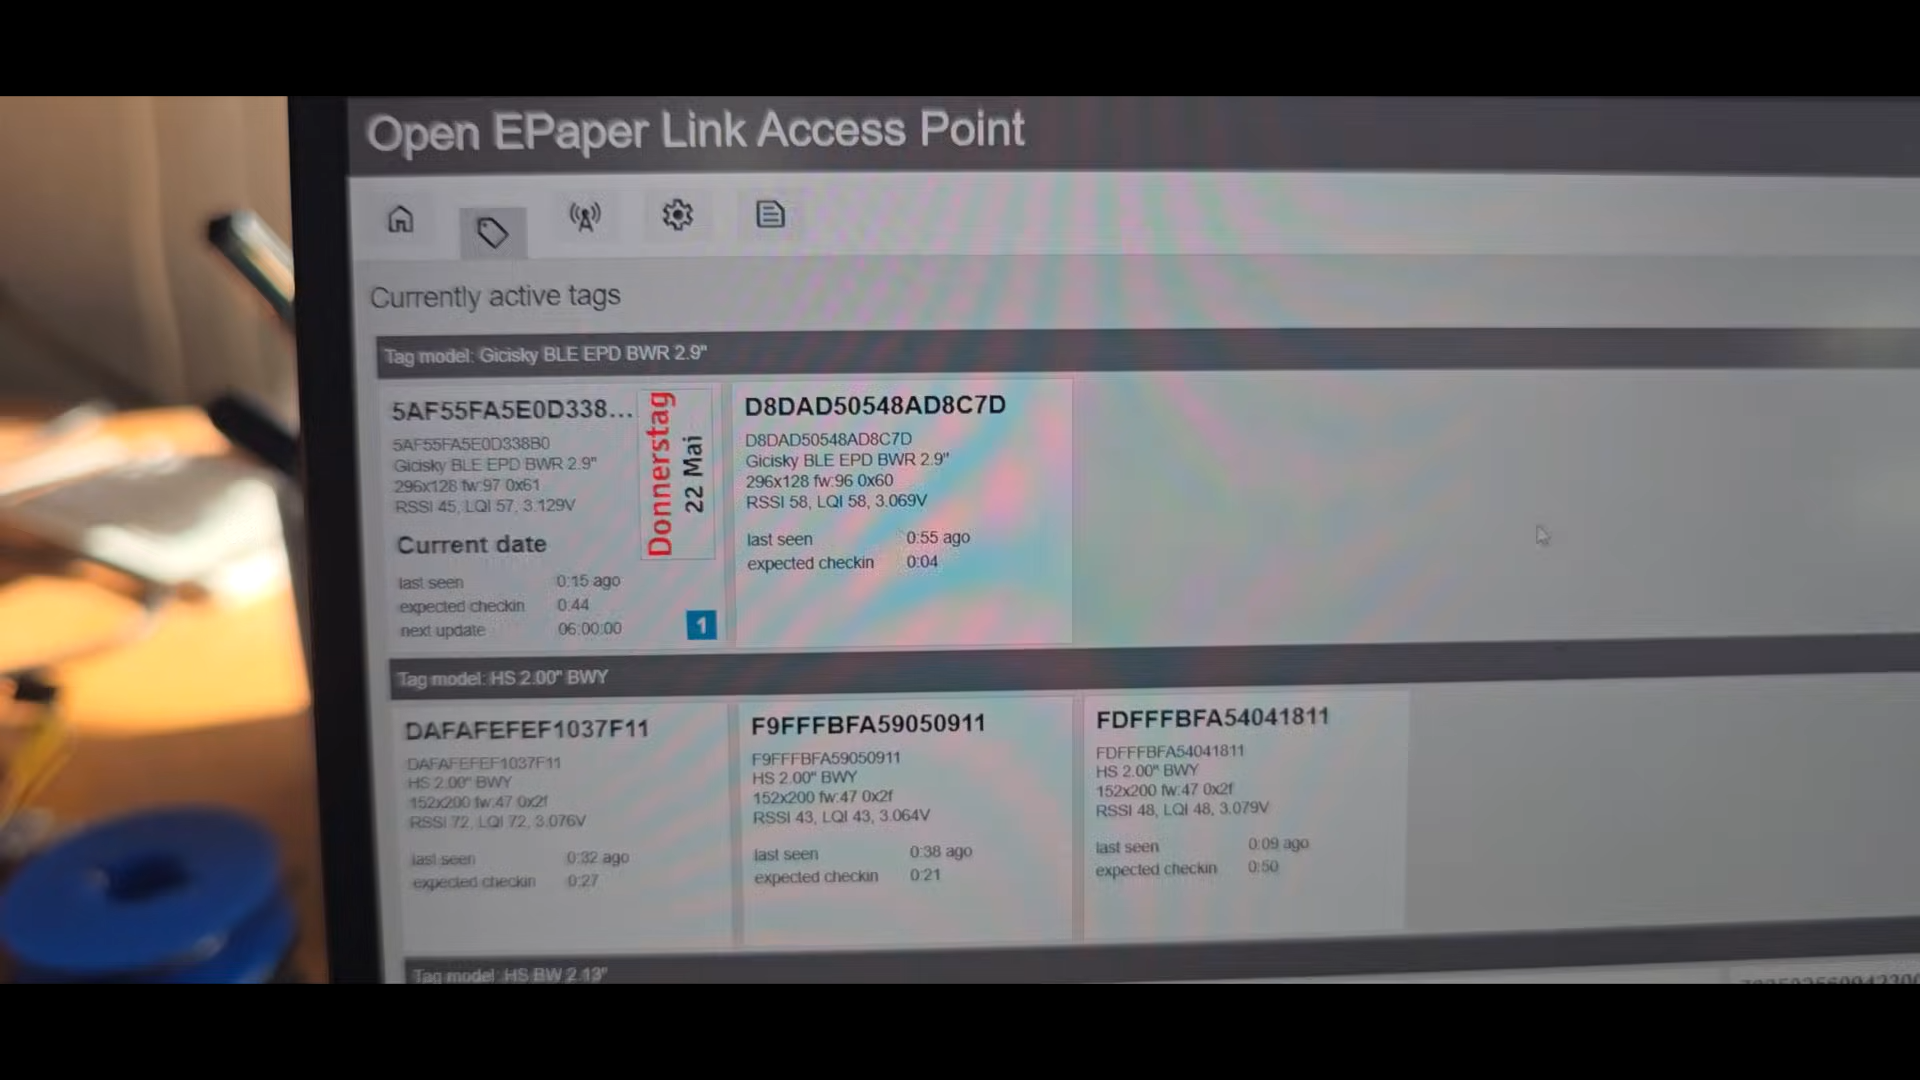 Open EPaper Link Access Point
Currently active tags
Tag model: Gicisky BLE EPD BWR 2.9"
5AF55FA5E0D338...
5AF55FA5E0D338B0
Gicisky BLE EPD BWR 2.9"
296x128 fw:97 0x61
RSSI 45, LQI 57, 3.129V
Current date
last seen 0:15 ago
expected checkin 0:44
next update 06:00:00
1
Donnerstag
22 Mai
D8DAD50548AD8C7D
D8DAD50548AD8C7D
Gicisky BLE EPD BWR 2.9"
296x128 fw:96 0x60
RSSI 58, LQI 58, 3.069V
last seen 0:55 ago
expected checkin 0:04
Tag model: HS 2.00" BWY
DAFAFEFEF1037F11
DAFAFEFEF1037F11
HS 2.00" BWY
152x200 fw:47 0x2f
RSSI 72, LQI 72, 3.076V
last seen 0:32 ago
expected checkin 0:27
F9FFFBFA59050911
F9FFFBFA59050911
HS 2.00" BWY
152x200 fw:47 0x2f
RSSI 43, LQI 43, 3.064V
last seen 0:38 ago
expected checkin 0:21
FDFFFBFA54041811
FDFFFBFA54041811
HS 2.00" BWY
152x200 fw:47 0x2f
RSSI 48, LQI 48, 3.079V
last seen 0:09 ago
expected checkin 0:50
Tag model: HS BW 2.13"